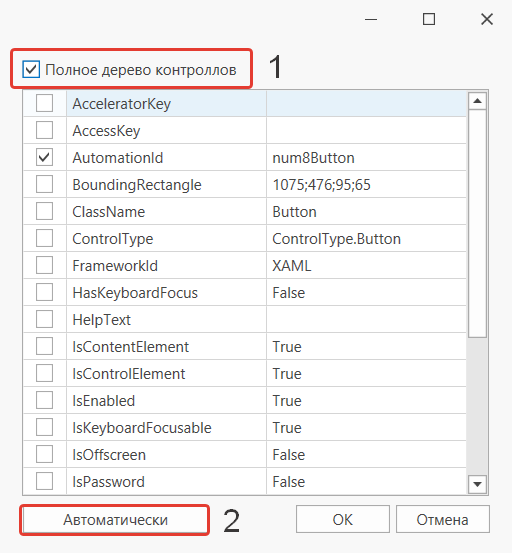 Полное дерево контроллов 1
AcceleratorKey
AccessKey
AutomationId num8Button
BoundingRectangle 1075;476;95;65
ClassName Button
ControlType ControlType.Button
FrameworkId XAML
HasKeyboardFocus False
HelpText
IsContentElement True
IsControlElement True
IsEnabled True
IsKeyboardFocusable True
IsOffscreen False
IsPassword False
Автоматически 2 OK Отмена